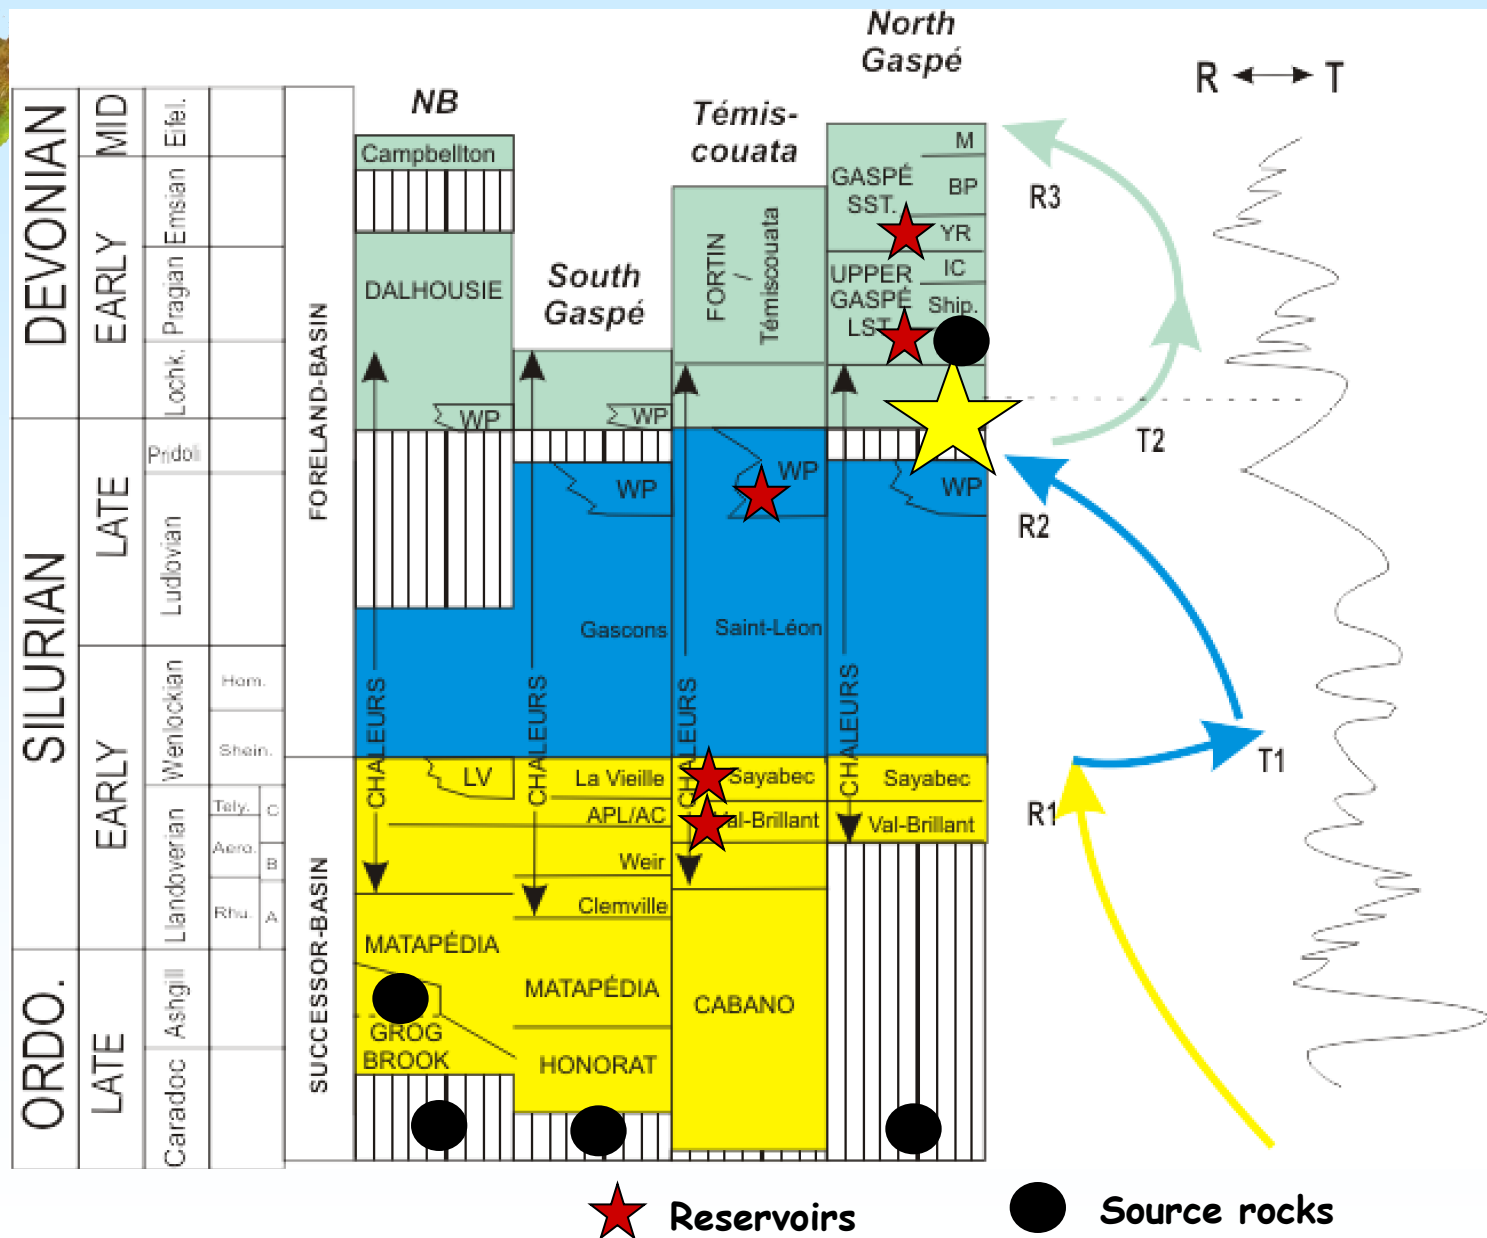 North
Gaspé
R T
NB
Témis-
couata
South
Gaspé
DEVONIAN
MID
EARLY
Eifel.
Emsian
Pragian
Lochk.
SILURIAN
LATE
EARLY
Pridoli
Ludlovian
Wenlockian
Llandoverian
Hom.
Shein.
Tely.
Aero.
Rhu.
C
B
A
ORDO.
LATE
Ashgill
Caradoc
FORELAND-BASIN
SUCCESSOR-BASIN
Campbellton
DALHOUSIE
WP
CHALEURS
LV
MATAPÉDIA
GROG
BROOK
WP
WP
Gascons
CHALEURS
La Vieille
APL/AC
Weir
Clemville
MATAPÉDIA
HONORAT
FORTIN
/
Témiscouata
WP
Saint-Léon
CHALEURS
Sayabec
Val-Brillant
CABANO
M
GASPÉ
SST.
BP
YR
UPPER
GASPÉ
LST.
IC
Ship.
WP
CHALEURS
Sayabec
Val-Brillant
R3
T2
R2
T1
R1
Reservoirs
Source rocks